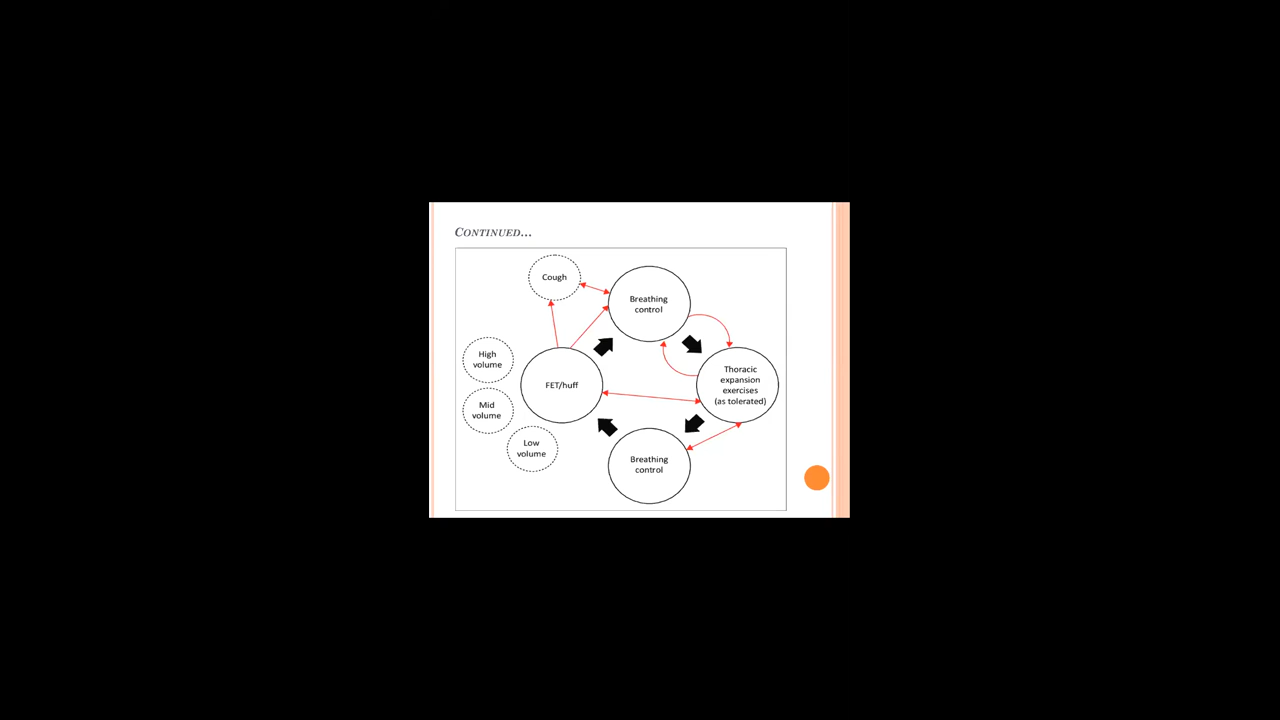 CONTINUED...
Cough
Breathing
control
High
volume
Thoracic
expansion
exercises
(as tolerated)
FET/huff
Mid
volume
Low
volume
Breathing
control